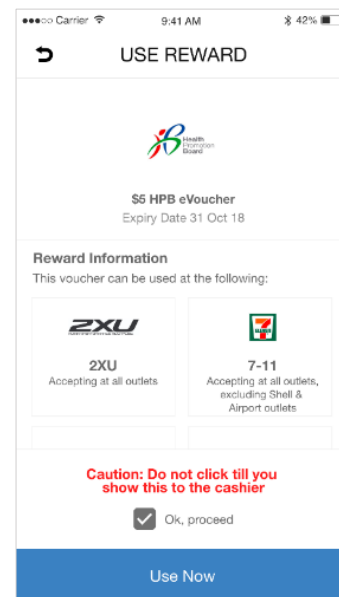 Carrier 9:41 AM 42%
USE REWARD
Health
Promotion
Board
$5 HPB eVoucher
Expiry Date 31 Oct 18
Reward Information
This voucher can be used at the following:
2XU
7 ELEVEN
2XU
Accepting at all outlets
7-11
Accepting at all outlets,
excluding Shell &
Airport outlets
Caution: Do not click till you
show this to the cashier
Ok, proceed
Use Now